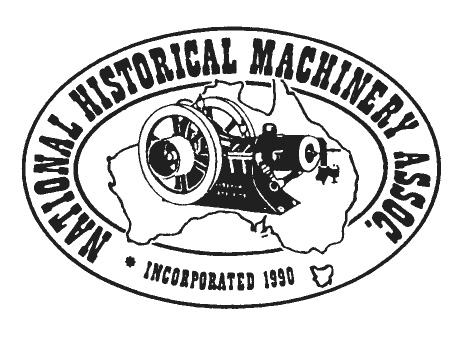 NATIONAL HISTORICAL MACHINERY ASSOC.
* INCORPORATED 1990